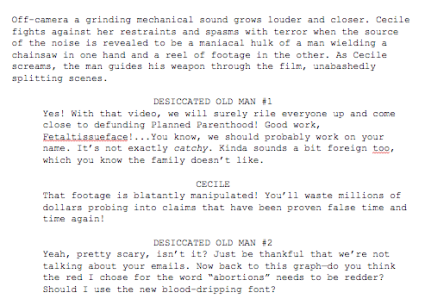 Off-camera a grinding mechanical sound grows louder and closer. Cecile
fights against her restraints and spasms with terror when the source
of the noise is revealed to be a maniacal hulk of a man wielding a
chainsaw in one hand and a reel of footage in the other. As Cecile
screams, the man guides his weapon through the film, unabashedly
splitting scenes.
DESICCATED OLD MAN #1
Yes! With that video, we will surely rile everyone up and come
close to defunding Planned Parenthood! Good work,
Fetaltissueface!...You know, we should probably work on your
name. It's not exactly catchy. Kinda sounds a bit foreign too,
which you know the family doesn't like.
CECILE
That footage is blatantly manipulated! You'll waste millions of
dollars probing into claims that have been proven false time and
time again!
DESICCATED OLD MAN #2
Yeah, pretty scary, isn't it? Just be thankful that we're not
talking about your emails. Now back to this graph—do you think
the red I chose for the word "abortions" needs to be redder?
Should I use the new blood-dripping font?